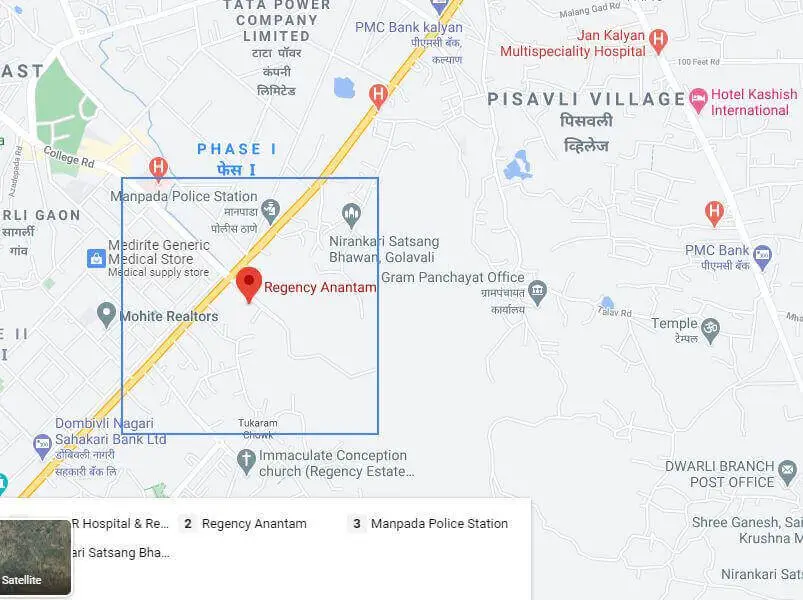 TATA POWER
COMPANY
LIMITED
टाटा पॉवर
कंपनी
लिमिटेड
PMC Bank kalyan
पीएमसी बँक,
कल्याण
Malang Gad Rd
Jan Kalyan
Multispeciality Hospital
100 Feet Rd
AST
PISAVLI VILLAGE
पिसवली
व्हिलेज
Hotel Kashish
International
College Rd
Azadpada Rd
PHASE I
फेस I
Manpada Police Station
मानपाडा
पोलीस ठाणे
RLI GAON
सागर्ली
गांव
Medirite Generic
Medical Store
Medical supply store
Nirankari Satsang
Bhawan, Golavali
PMC Bank
पीएमसी बँक
Regency Anantam
Gram Panchayat Office
ग्रामपंचायत
कार्यालय
Talav Rd
Mohite Realtors
Temple
टेम्पल
E II
I
Tukaram
Chowk
Dombivli Nagari
Sahakari Bank Ltd
डोंबिवली नागरी
सहकारी बँक लि
Immaculate Conception
church (Regency Estate...
DWARLI BRANCH
POST OFFICE
R Hospital & Re...
2 Regency Anantam
3 Manpada Police Station
ari Satsang Bha...
Satellite
Shree Ganesh, Sai
Krushna M
Nirankari Sats